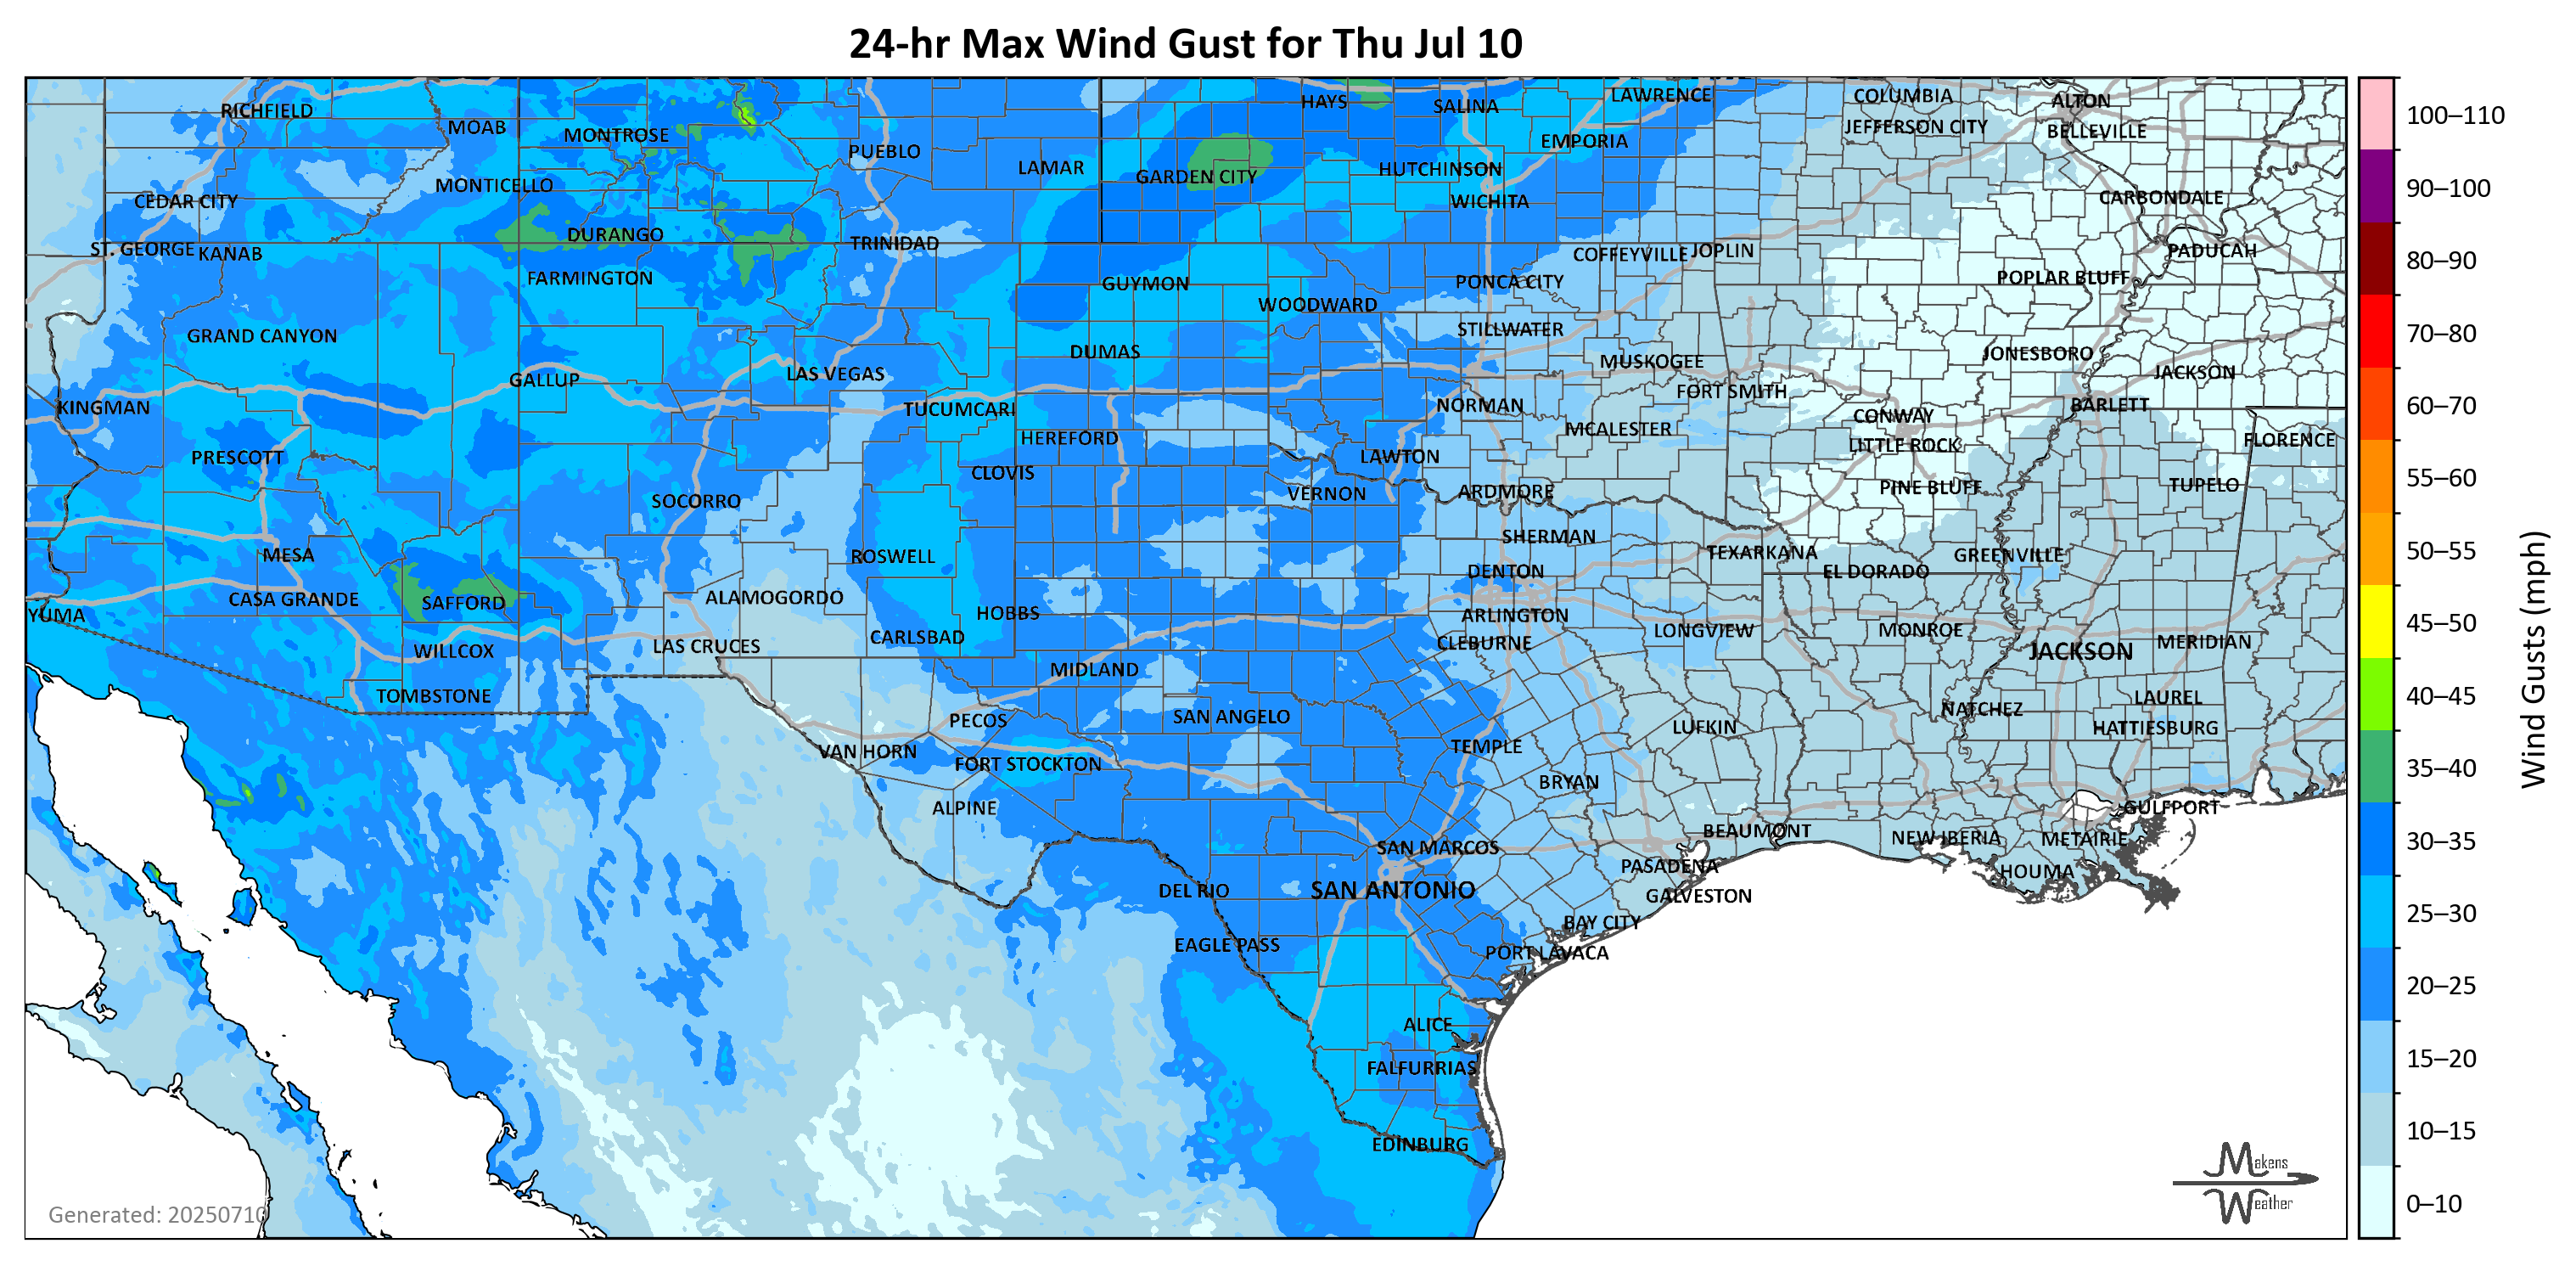 24-hr Max Wind Gust for Thu Jul 10
RICHFIELD
MOAB
MONTROSE
PUEBLO
LAMAR
HAYS
SALINA
LAWRENCE
COLUMBIA
ALTON
JEFFERSON CITY
BELLEVILLE
EMPORIA
HUTCHINSON
GARDEN CITY
WICHITA
MONTICELLO
CEDAR CITY
CARBONDALE
ST. GEORGE
KANAB
DURANGO
TRINIDAD
COFFEYVILLE
JOPLIN
PADUCAH
FARMINGTON
GUYMON
PONCA CITY
POPLAR BLUFF
WOODWARD
GRAND CANYON
STILLWATER
DUMAS
MUSKOGEE
JONESBORO
GALLUP
LAS VEGAS
FORT SMITH
JACKSON
KINGMAN
TUCUMCARI
NORMAN
CONWAY
BARLETT
HEREFORD
MCALESTER
LITTLE ROCK
FLORENCE
PRESCOTT
CLOVIS
LAWTON
SOCORRO
VERNON
ARDMORE
PINE BLUFF
TUPELO
MESA
ROSWELL
SHERMAN
TEXARKANA
GREENVILLE
DENTON
EL DORADO
CASA GRANDE
SAFFORD
ALAMOGORDO
HOBBS
YUMA
ARLINGTON
CLEBURNE
LONGVIEW
MONROE
JACKSON
MERIDIAN
WILLCOX
LAS CRUCES
CARLSBAD
MIDLAND
TOMBSTONE
PECOS
SAN ANGELO
LUFKIN
NATCHEZ
LAUREL
HATTIESBURG
VAN HORN
FORT STOCKTON
TEMPLE
BRYAN
ALPINE
GULFPORT
SAN MARCOS
BEAUMONT
NEW IBERIA
METAIRIE
PASADENA
HOUMA
DEL RIO
SAN ANTONIO
GALVESTON
BAY CITY
EAGLE PASS
PORT LAVACA
ALICE
FALFURRIAS
EDINBURG
Generated: 20250710
Makens
Weather
100–110
90–100
80–90
70–80
60–70
55–60
50–55
45–50
40–45
35–40
30–35
25–30
20–25
15–20
10–15
0–10
Wind Gusts (mph)